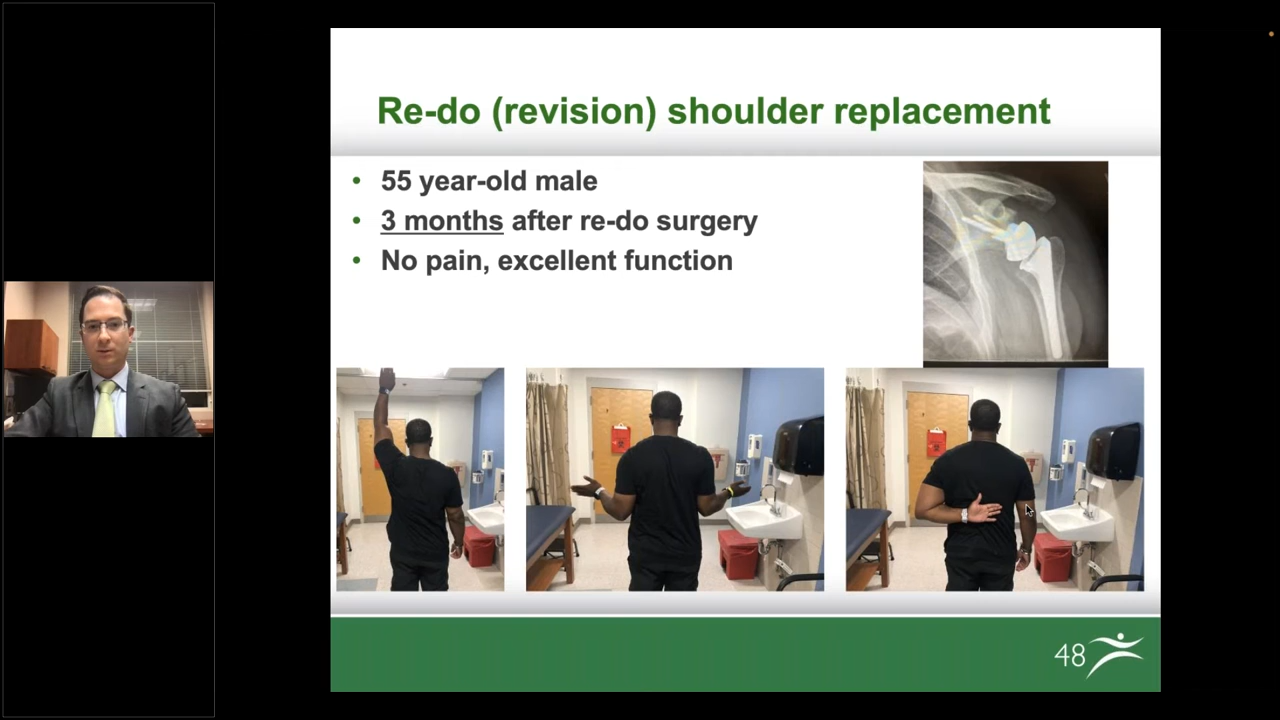 Re-do (revision) shoulder replacement
• 55 year-old male
• 3 months after re-do surgery
• No pain, excellent function
48